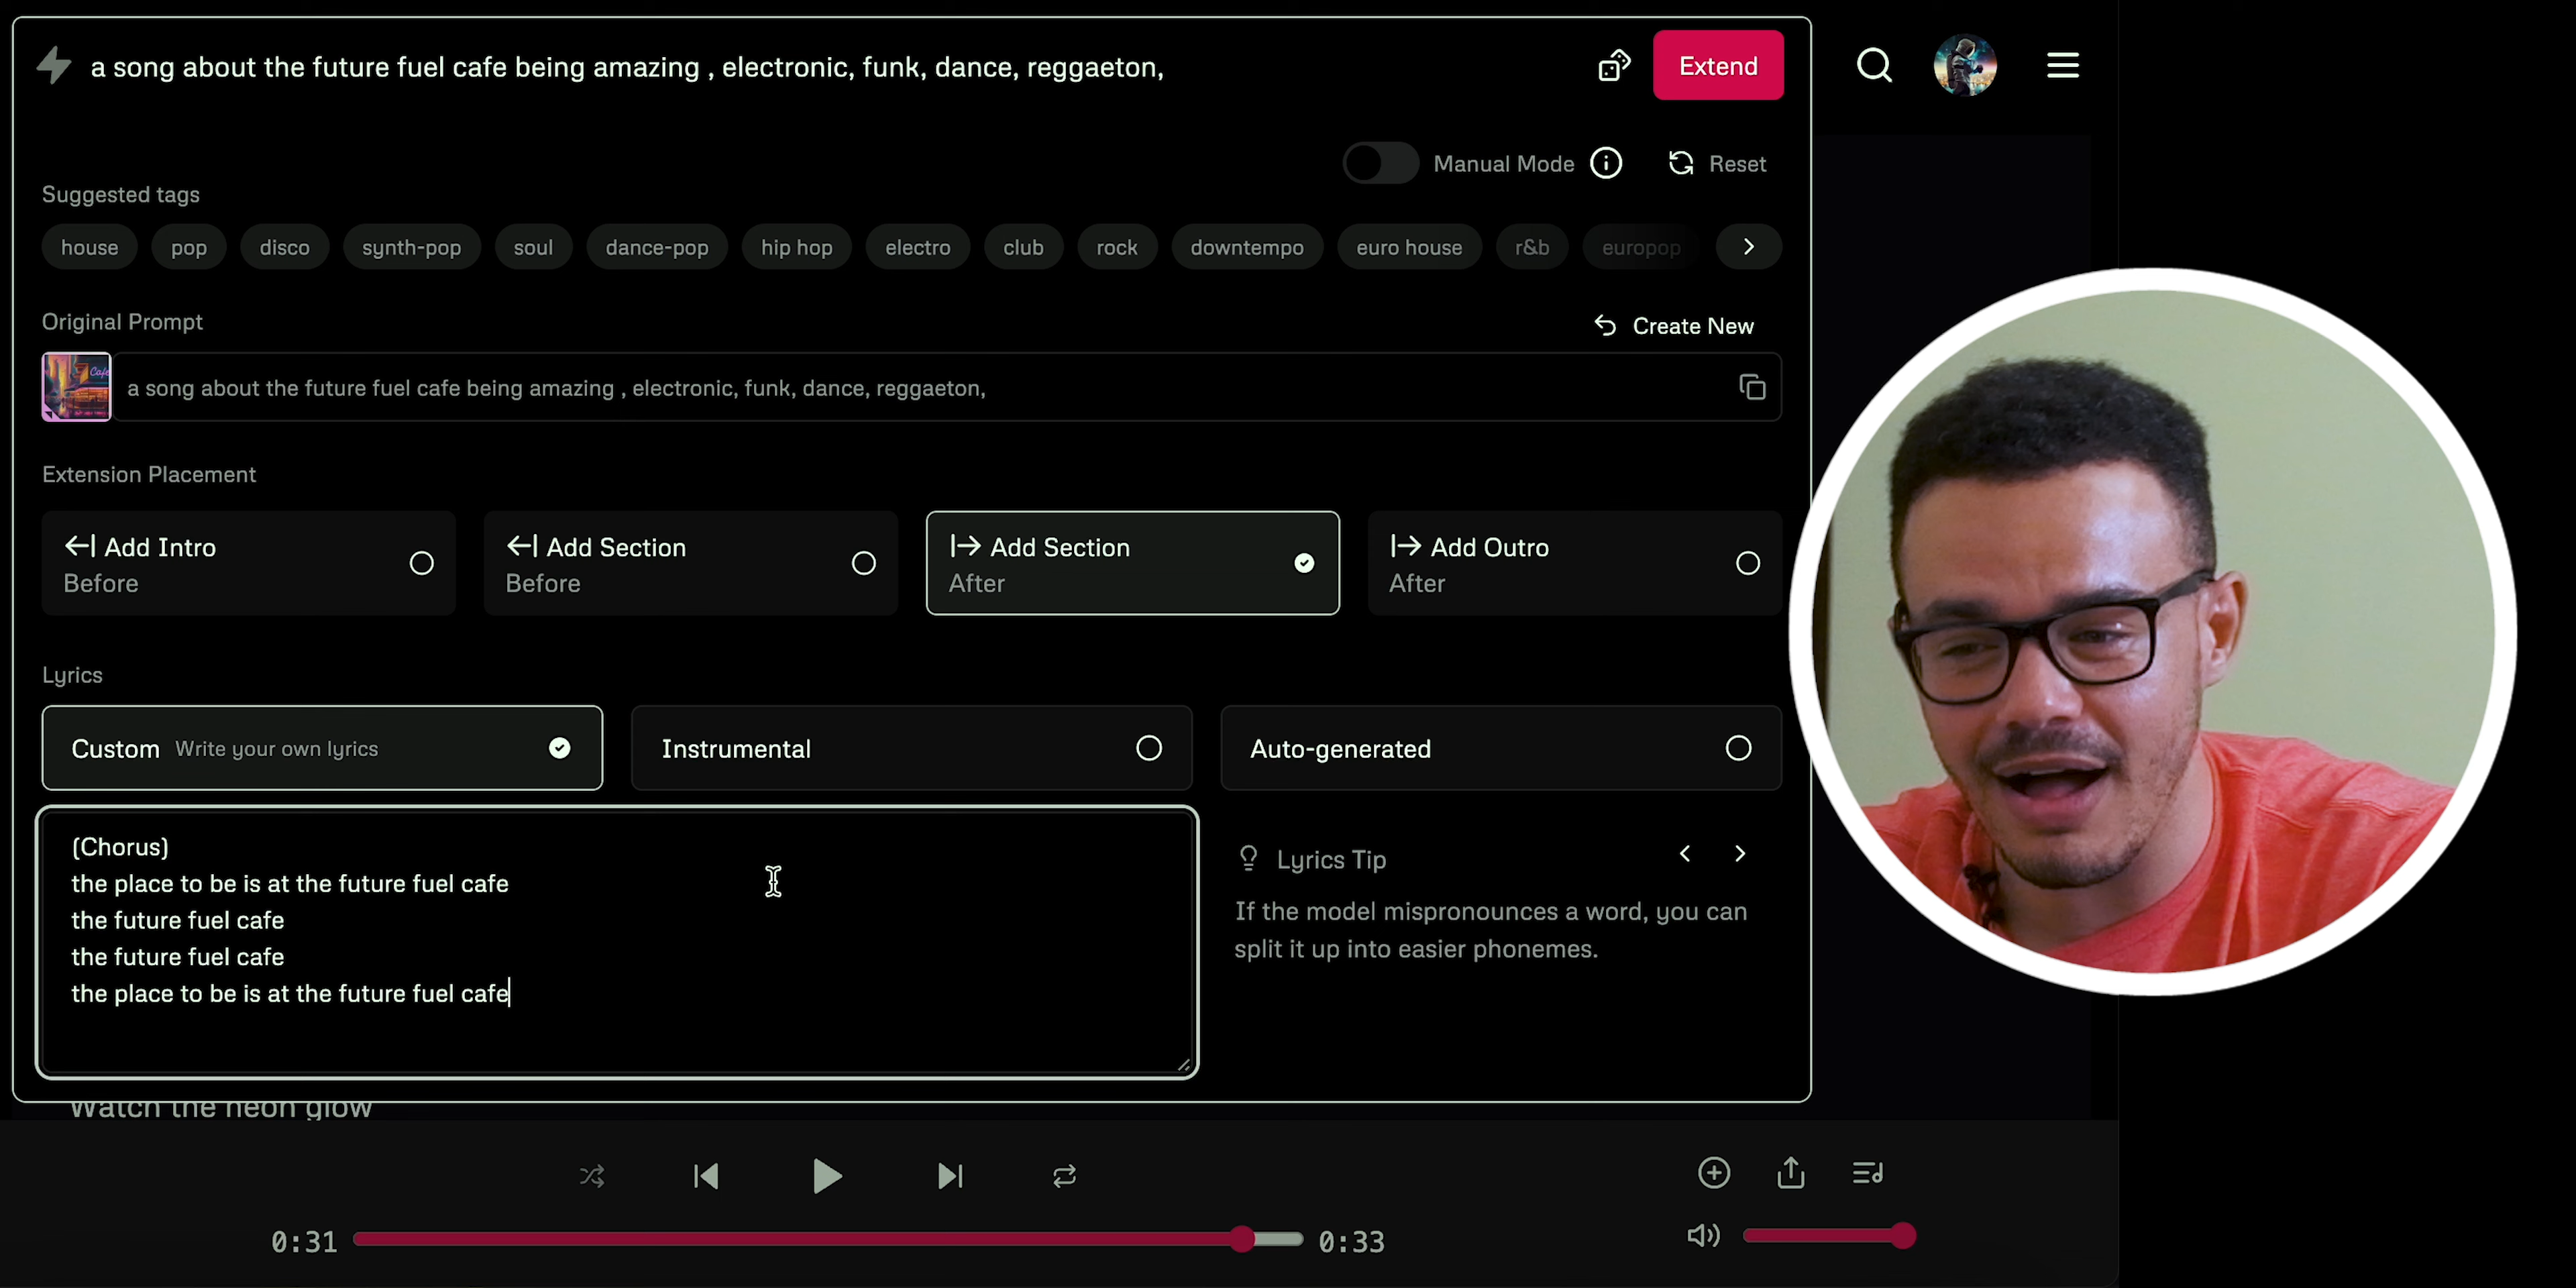 a song about the future fuel cafe being amazing , electronic, funk, dance, reggaeton,
Extend
Manual Mode
Reset
Suggested tags
house
pop
disco
synth-pop
soul
dance-pop
hip hop
electro
club
rock
downtempo
euro house
r&b
europop
Original Prompt
Create New
Cafe
a song about the future fuel cafe being amazing , electronic, funk, dance, reggaeton,
Extension Placement
Add Intro
Before
Add Section
Before
Add Section
After
Add Outro
After
Lyrics
Custom Write your own lyrics
Instrumental
Auto-generated
(Chorus)
the place to be is at the future fuel cafe
the future fuel cafe
the future fuel cafe
the place to be is at the future fuel cafe
Lyrics Tip
If the model mispronounces a word, you can
split it up into easier phonemes.
Watch the neon glow
0:31
0:33